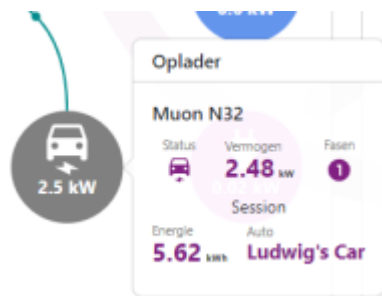 Oplader
Muon N32
Status Vermogen Fasen
2.48 kW 1
2.5 kW
Session
Energie Auto
5.62 kWh Ludwig's Car